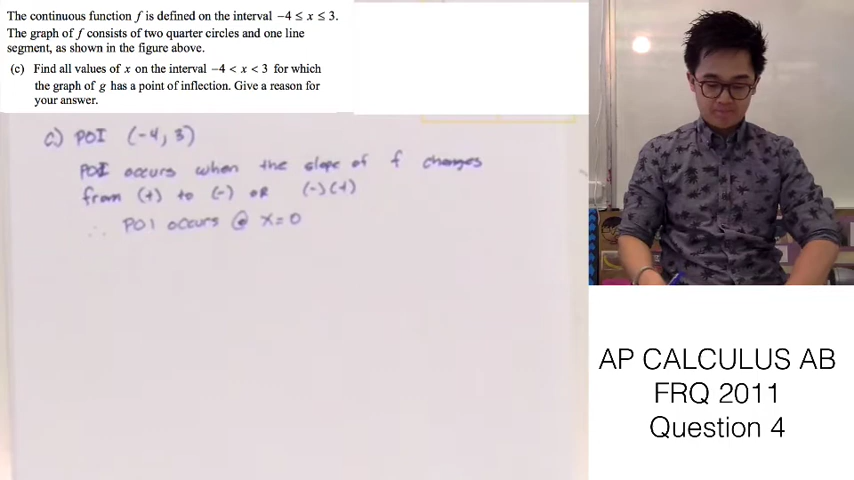 The continuous function f is defined on the interval −4 ≤ x ≤ 3.
The graph of f consists of two quarter circles and one line
segment, as shown in the figure above.
(c) Find all values of x on the interval −4 < x < 3 for which
the graph of g has a point of inflection. Give a reason for
your answer.
c) POI (-4, 3)
POI occurs when the slope of f changes
from (+) to (-) OR (-) (+)
∴ POI occurs @ x = 0
AP CALCULUS AB
FRQ 2011
Question 4